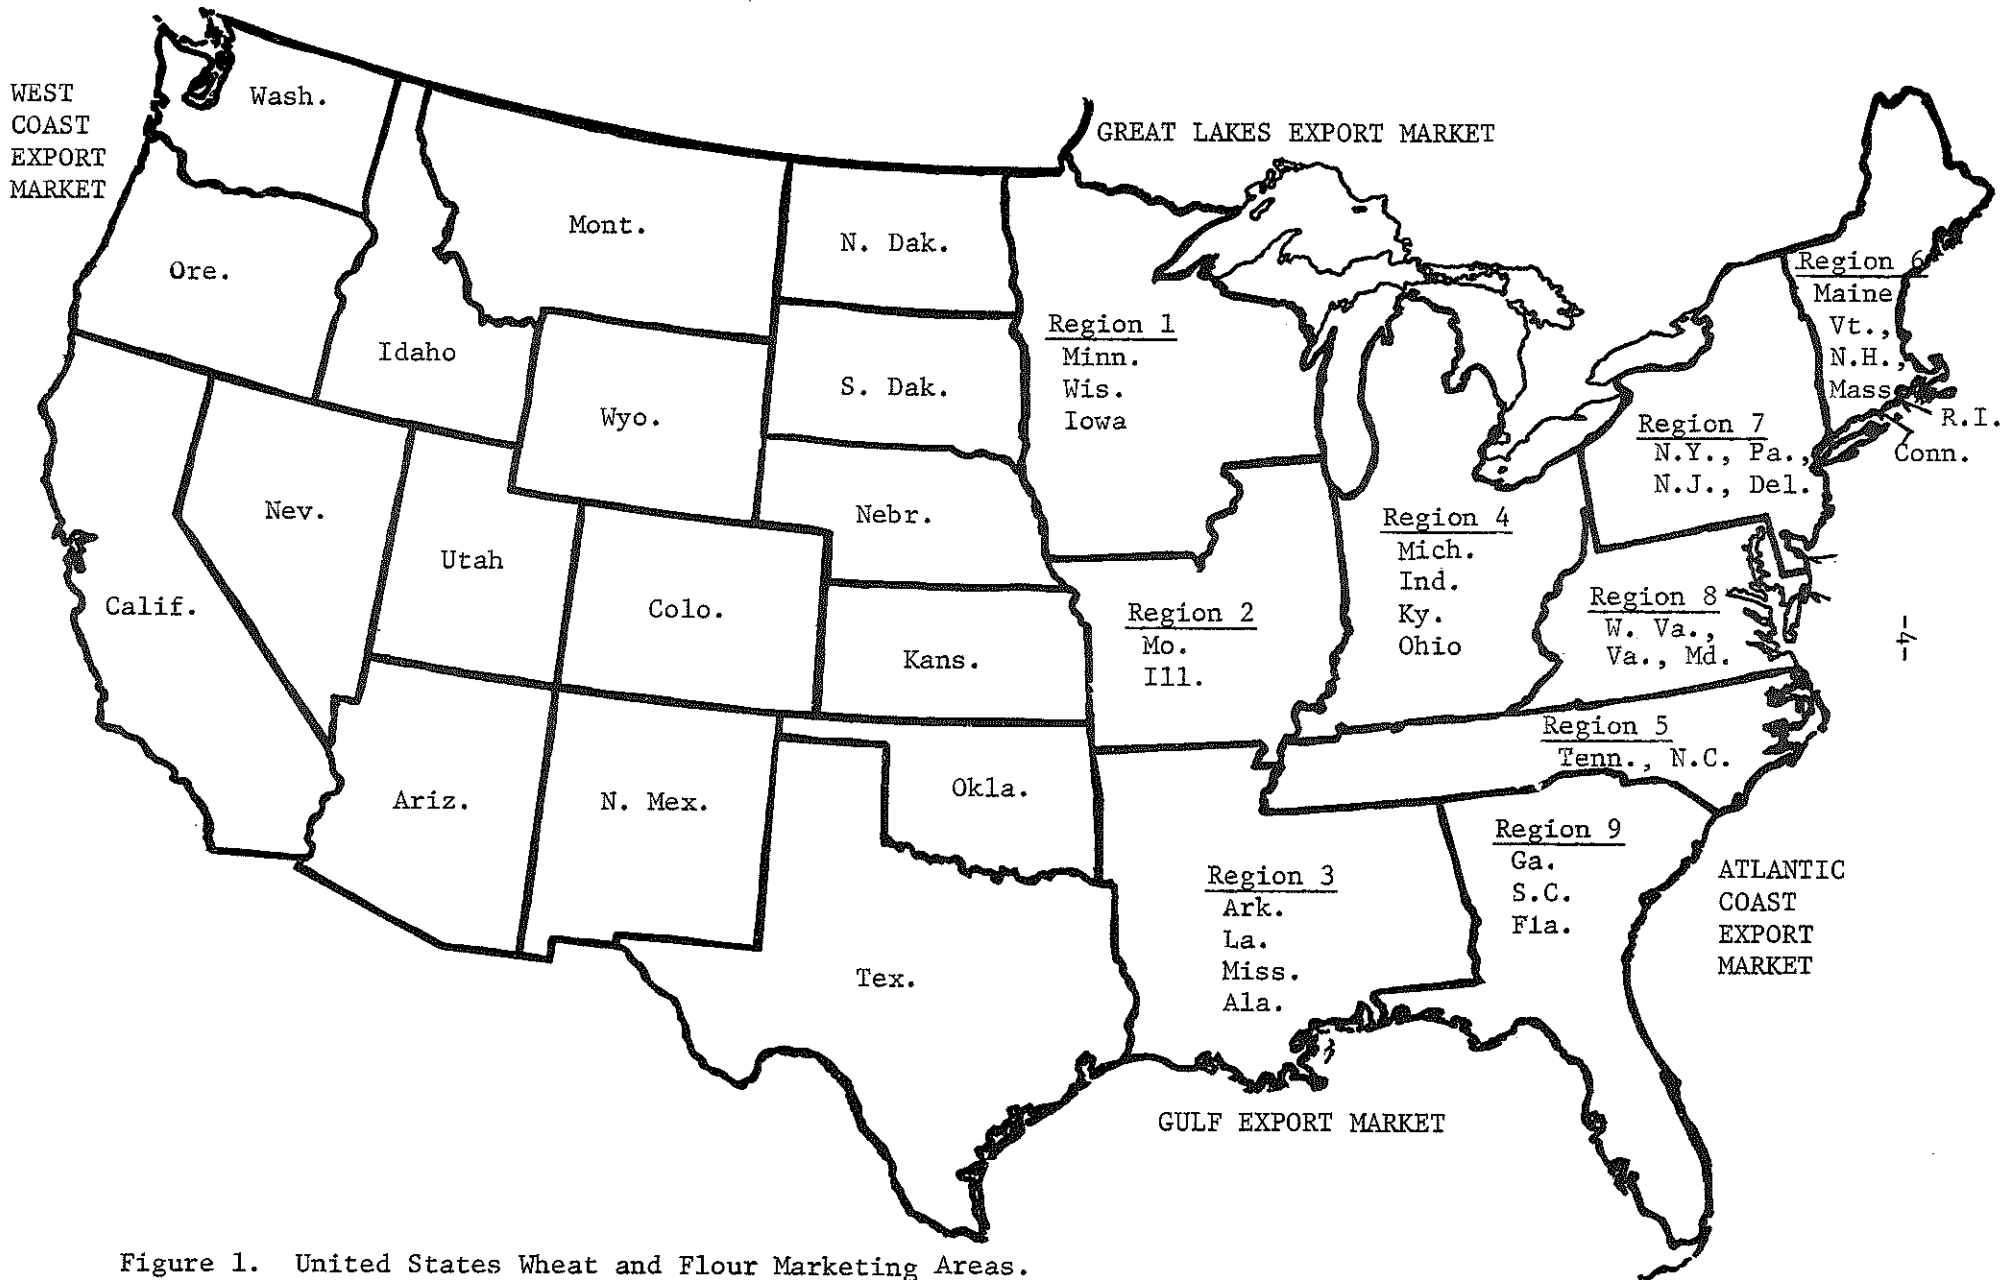 WEST
COAST
EXPORT
MARKET
Wash.
Ore.
Calif.
Nev.
Idaho
Mont.
Wyo.
Utah
Colo.
Ariz.
N. Mex.
N. Dak.
S. Dak.
Nebr.
Kans.
Okla.
Tex.
GREAT LAKES EXPORT MARKET
Region 1
Minn.
Wis.
Iowa
Region 2
Mo.
Ill.
Region 3
Ark.
La.
Miss.
Ala.
Region 4
Mich.
Ind.
Ky.
Ohio
Region 5
Tenn., N.C.
Region 6
Maine
Vt.,
N.H.,
Mass
R.I.
Conn.
Region 7
N.Y., Pa.,
N.J., Del.
Region 8
W. Va.,
Va., Md.
Region 9
Ga.
S.C.
Fla.
ATLANTIC
COAST
EXPORT
MARKET
GULF EXPORT MARKET
-4-
Figure 1. United States Wheat and Flour Marketing Areas.